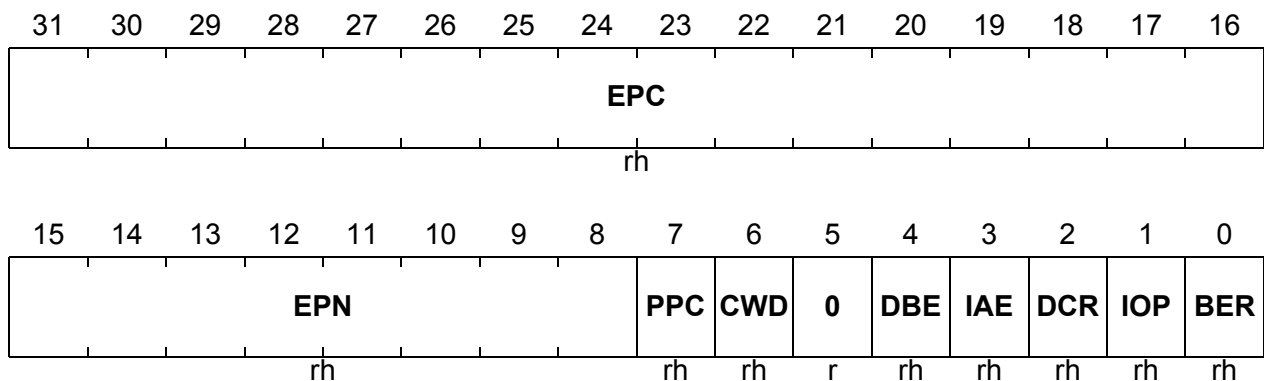 31 30 29 28 27 26 25 24 23 22 21 20 19 18 17 16
EPC
rh
15 14 13 12 11 10 9 8 7 6 5 4 3 2 1 0
EPN PPC CWD 0 DBE IAE DCR IOP BER
rh rh rh r rh rh rh rh rh